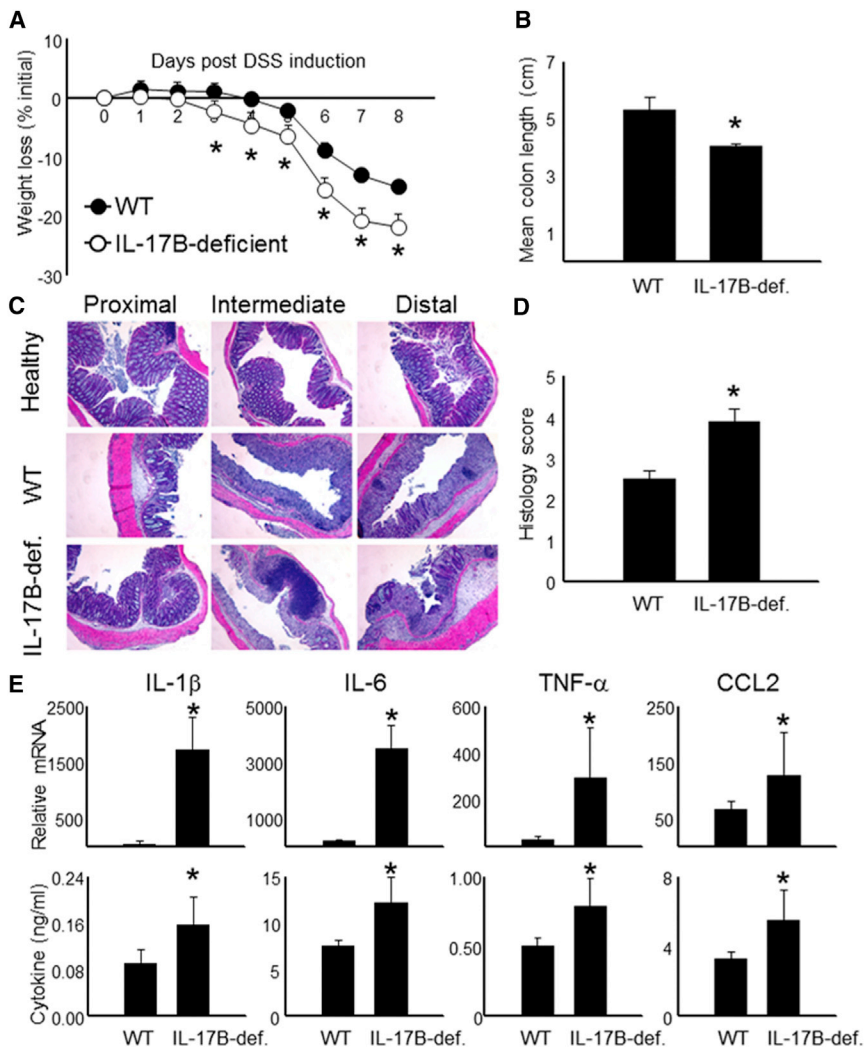 A
10
0
-10
-20
-30
Weight loss (% initial)
Days post DSS induction
0 1 2 3 4 5 6 7 8
* * * * * *
WT
IL-17B-deficient
B
7
5
3
1
Mean colon length (cm)
*
WT IL-17B-def.
C
Proximal Intermediate Distal
Healthy
WT
IL-17B-def.
D
5
4
3
2
1
0
Histology score
*
WT IL-17B-def.
E
IL-1β IL-6 TNF-α CCL2
Relative mRNA
2500
1500
500
*
5000
3000
1000
*
600
400
200
*
250
150
50
*
Cytokine (ng/ml)
0.24
0.16
0.08
0.00
*
15
10
5
0
*
1.00
0.50
0
*
8
4
0
*
WT IL-17B-def. WT IL-17B-def. WT IL-17B-def. WT IL-17B-def.